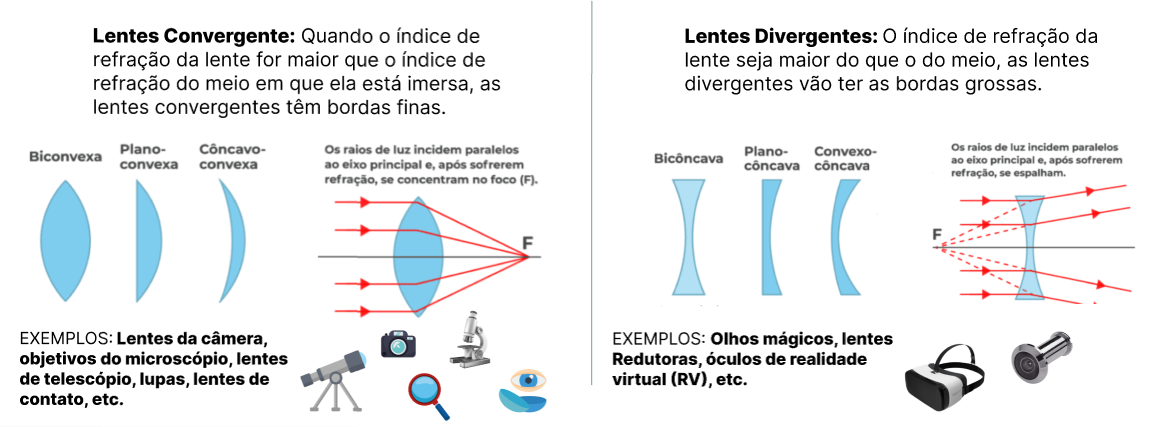 Lentes Convergente: Quando o índice de
refração da lente for maior que o índice de
refração do meio em que ela está imersa, as
lentes convergentes têm bordas finas.
Biconvexa
Plano-
convexa
Côncavo-
convexa
Os raios de luz incidem paralelos
ao eixo principal e, após sofrerem
refração, se concentram no foco (F).
F
EXEMPLOS: Lentes da câmera,
objetivos do microscópio, lentes
de telescópio, lupas, lentes de
contato, etc.
Lentes Divergentes: O índice de refração da
lente seja maior do que o do meio, as lentes
divergentes vão ter as bordas grossas.
Bicôncava
Plano-
côncava
Convexo-
côncava
Os raios de luz incidem paralelos
ao eixo principal e, após sofrerem
refração, se espalham.
F
EXEMPLOS: Olhos mágicos, lentes
Redutoras, óculos de realidade
virtual (RV), etc.